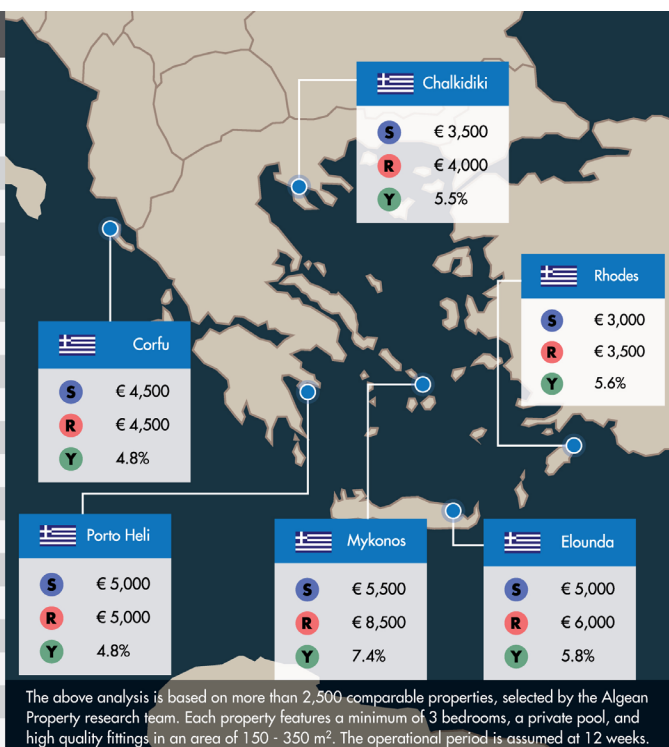 Chalkidiki
S € 3,500
R € 4,000
Y 5.5%
Rhodes
S € 3,000
R € 3,500
Y 5.6%
Corfu
S € 4,500
R € 4,500
Y 4.8%
Porto Heli
S € 5,000
R € 5,000
Y 4.8%
Mykonos
S € 5,500
R € 8,500
Y 7.4%
Elounda
S € 5,000
R € 6,000
Y 5.8%
The above analysis is based on more than 2,500 comparable properties, selected by the Algean
Property research team. Each property features a minimum of 3 bedrooms, a private pool, and
high quality fittings in an area of 150 - 350 m². The operational period is assumed at 12 weeks.